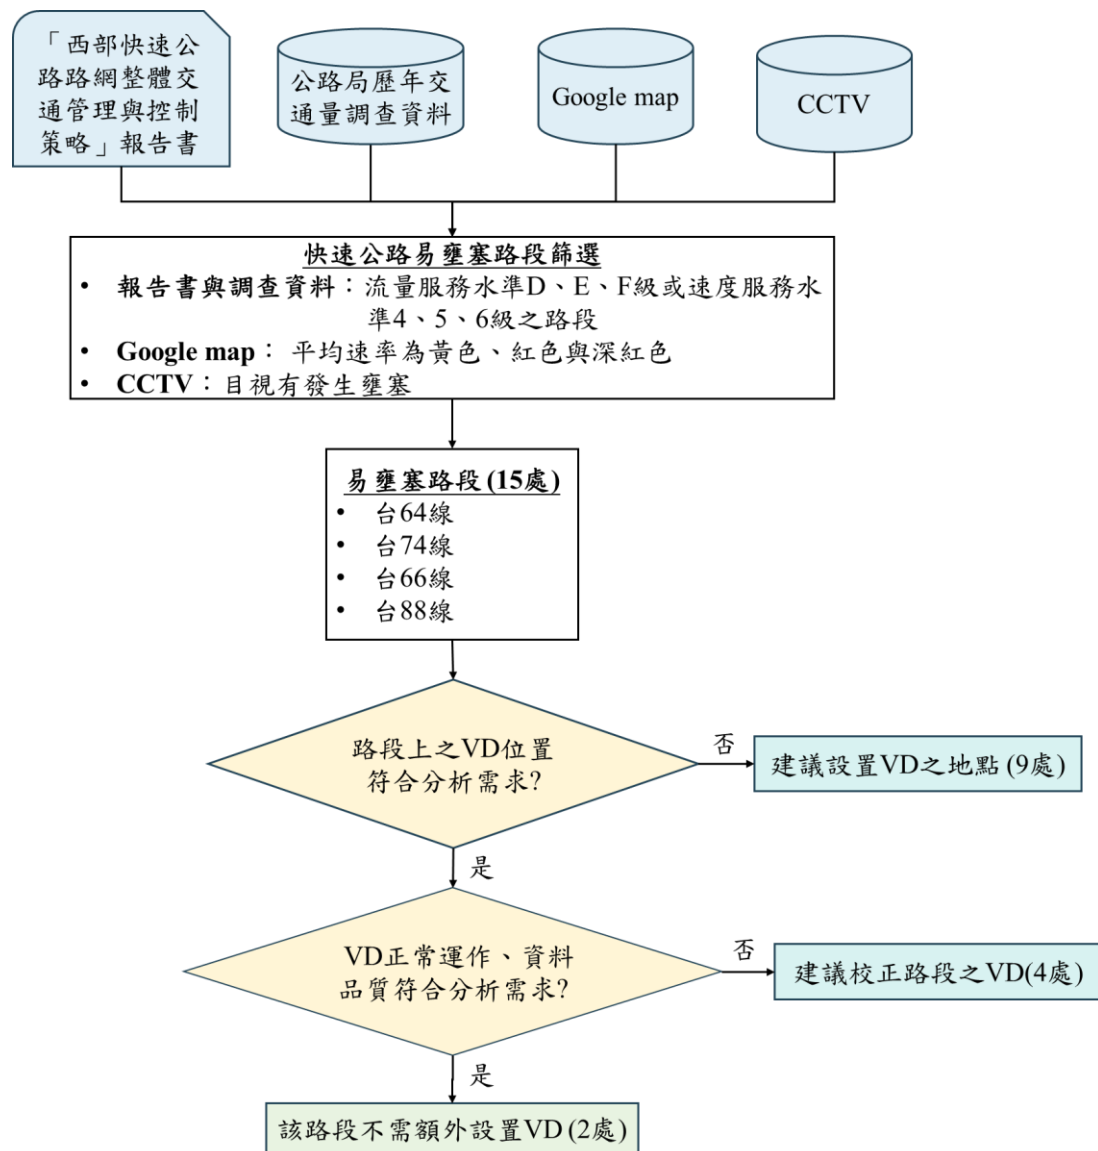 「西部快速公
路路網整體交
通管理與控制
策略」報告書
公路局歷年交
通量調查資料
Google map
CCTV
快速公路易壅塞路段篩選
• 報告書與調查資料：流量服務水準D、E、F級或速度服務水
準4、5、6級之路段
• Google map： 平均速率為黃色、紅色與深紅色
• CCTV：目視有發生壅塞
易壅塞路段(15處)
• 台64線
• 台74線
• 台66線
• 台88線
路段上之VD位置
符合分析需求?
否
建議設置VD之地點(9處)
是
VD正常運作、資料
品質符合分析需求?
否
建議校正路段之VD(4處)
是
該路段不需額外設置VD(2處)